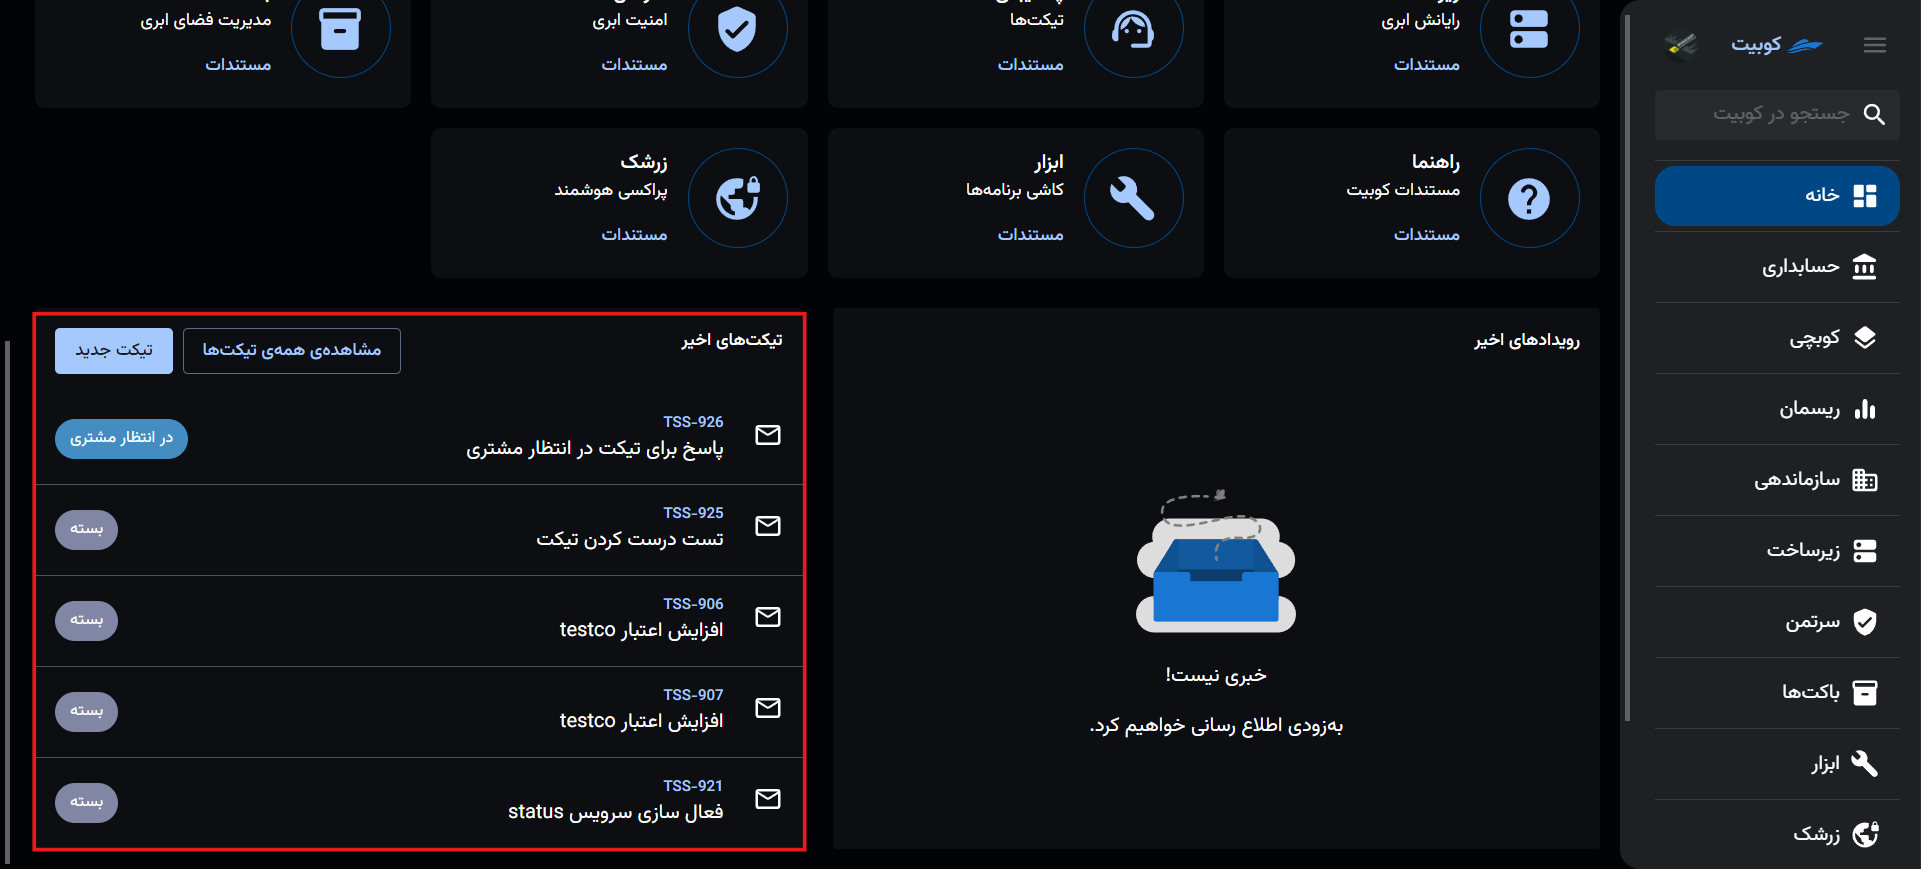 کوبیت
جستجو در کوبیت
خانه
حسابداری
کوبچی
ریسمان
سازماندهی
زیرساخت
سرتمن
باکت‌ها
ابزار
زرشک
رایانش ابری
مستندات
تیکت‌ها
مستندات
امنیت ابری
مستندات
مدیریت فضای ابری
مستندات
راهنما
مستندات کوبیت
مستندات
ابزار
کاشی برنامه‌ها
مستندات
زرشک
پراکسی هوشمند
مستندات
رویدادهای اخیر
خبری نیست!
به‌زودی اطلاع رسانی خواهیم کرد.
تیکت‌های اخیر
مشاهده‌ی همه‌ی تیکت‌ها
تیکت جدید
TSS-926
پاسخ برای تیکت در انتظار مشتری
در انتظار مشتری
TSS-925
تست درست کردن تیکت
بسته
TSS-906
افزایش اعتبار testco
بسته
TSS-907
افزایش اعتبار testco
بسته
TSS-921
فعال سازی سرویس status
بسته